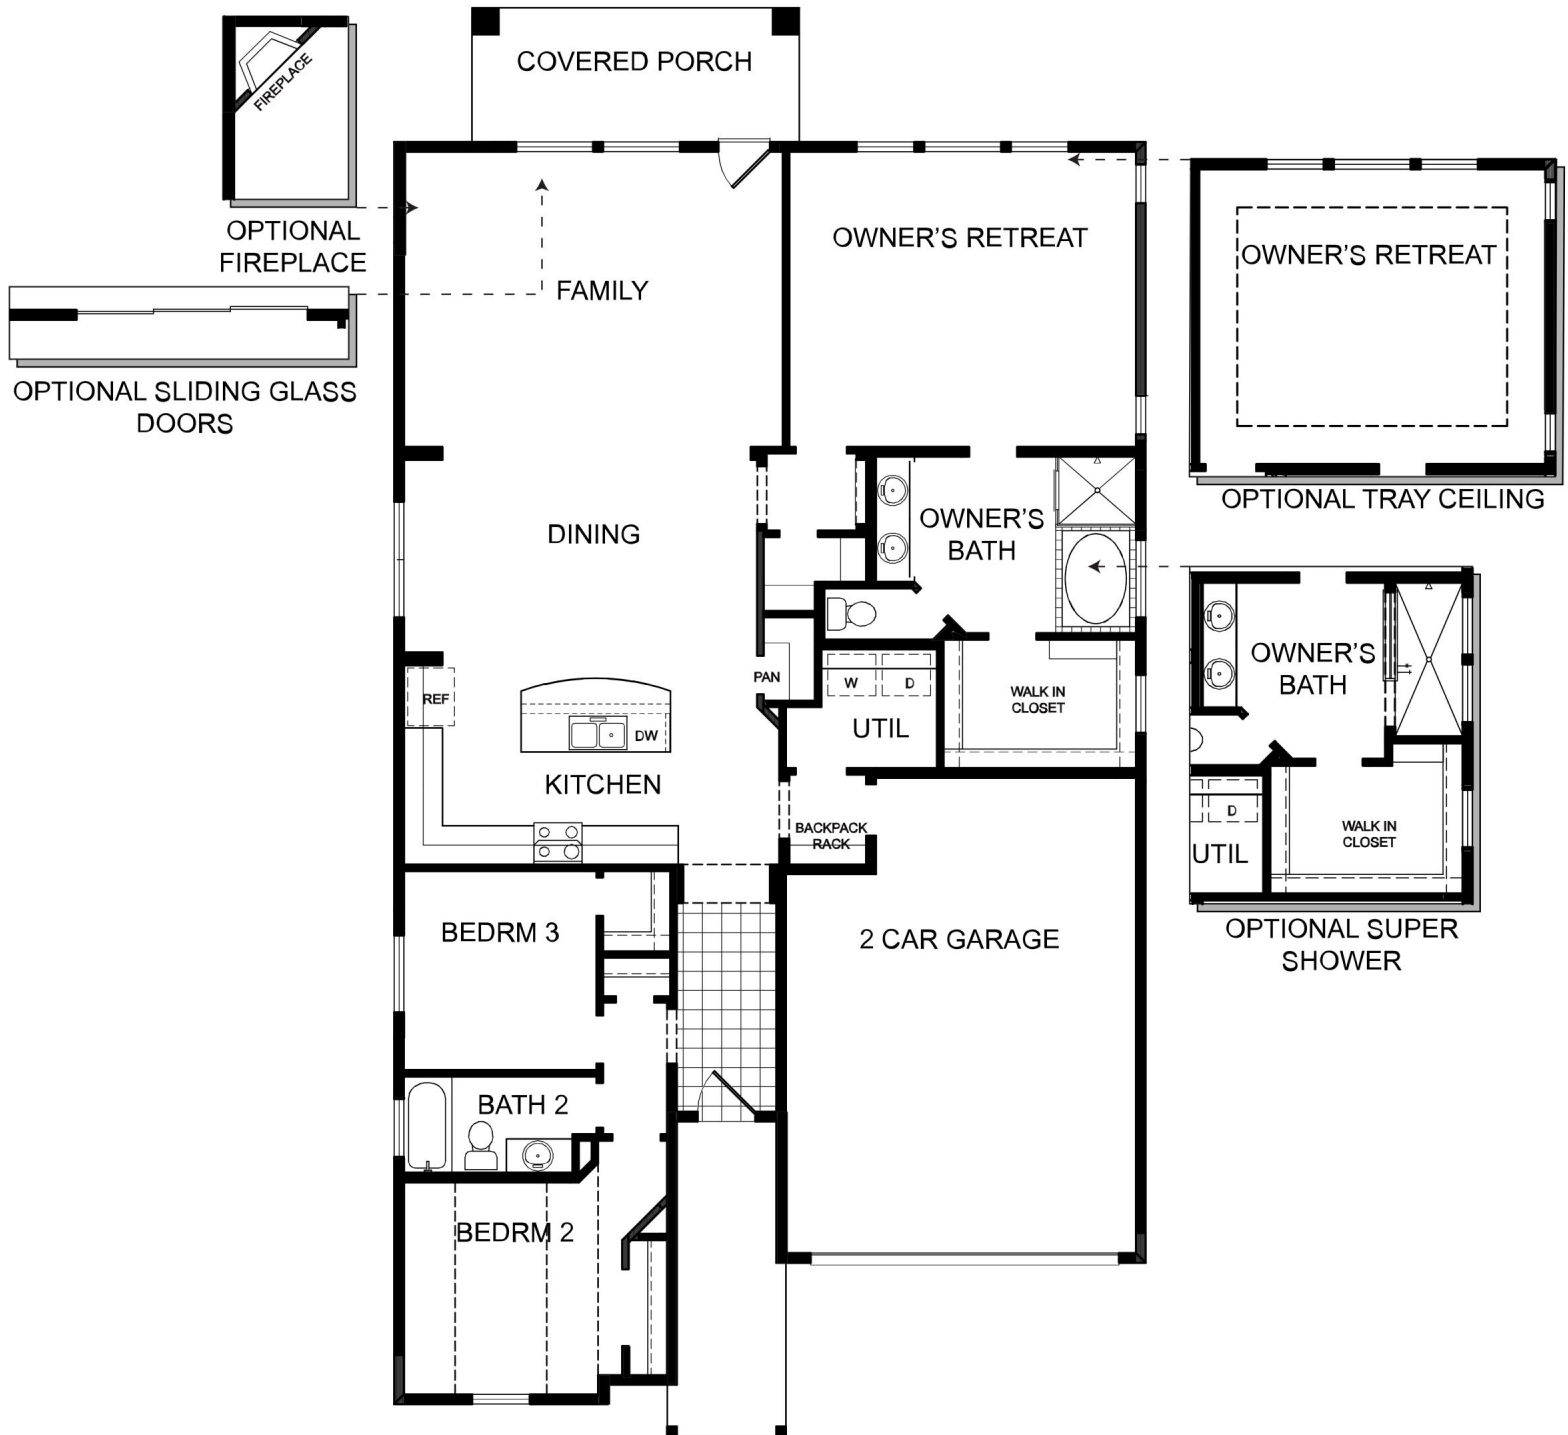 COVERED PORCH
FIREPLACE
OPTIONAL
FIREPLACE
OPTIONAL SLIDING GLASS
DOORS
FAMILY
OWNER'S RETREAT
OWNER'S RETREAT
OPTIONAL TRAY CEILING
DINING
OWNER'S
BATH
PAN
REF
DW
KITCHEN
W
D
UTIL
WALK IN
CLOSET
BACKPACK
RACK
OWNER'S
BATH
D
UTIL
WALK IN
CLOSET
OPTIONAL SUPER
SHOWER
BEDRM 3
2 CAR GARAGE
BATH 2
BEDRM 2